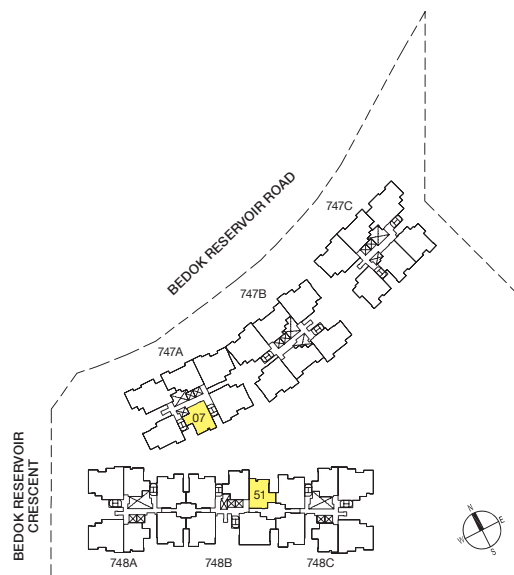 747C
BEDOK RESERVOIR ROAD
747B
747A
07
BEDOK RESERVOIR
CRESCENT
51
748A
748B
748C
N
E
W
S